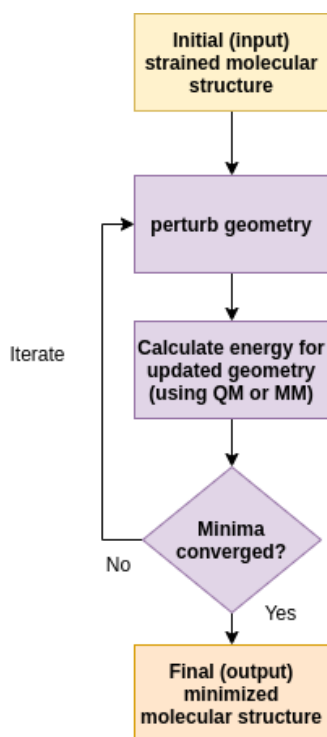 Initial (input)
strained molecular
structure
perturb geometry
Iterate
Calculate energy for
updated geometry
(using QM or MM)
Minima
converged?
No
Yes
Final (output)
minimized
molecular structure